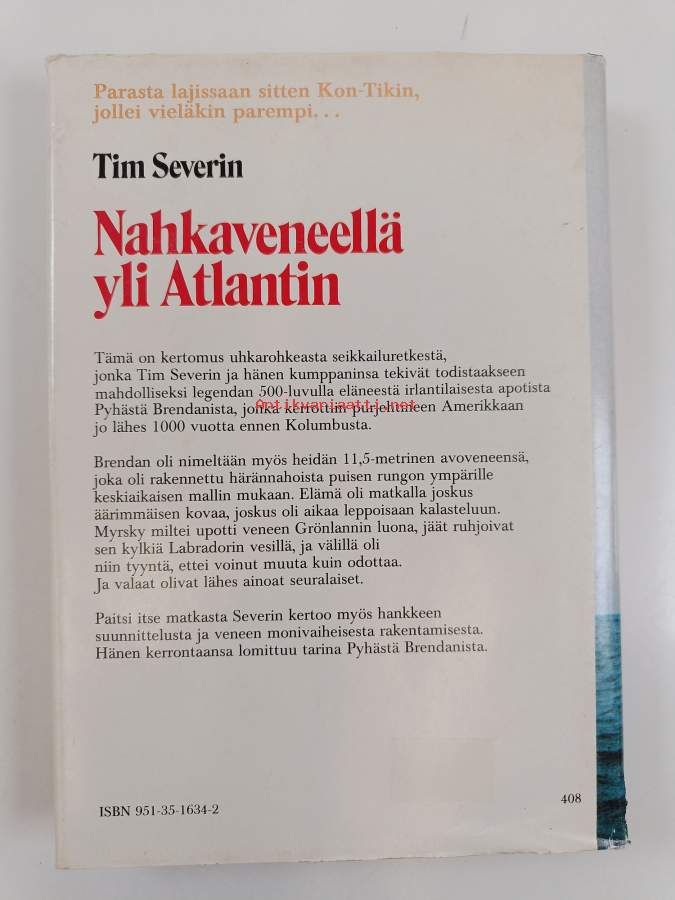 Parasta lajissaan sitten Kon-Tikin,
jollei vieläkin parempi...
Tim Severin
Nahkaveneellä
yli Atlantin
Tämä on kertomus uhkarohkeasta seikkailuretkestä,
jonka Tim Severin ja hänen kumppaninsa tekivät todistaakseen
mahdolliseksi legendan 500-luvulla eläneestä irlantilaisesta apotista
Pyhästä Brendanista, jonka kerrottiin purjehtineen Amerikkaan
Antikvariaatti.net
jo lähes 1000 vuotta ennen Kolumbusta.
Brendan oli nimeltään myös heidän 11,5-metrinen avoveneensä,
joka oli rakennettu härännahoista puisen rungon ympärille
keskiaikaisen mallin mukaan. Elämä oli matkalla joskus
äärimmäisen kovaa, joskus oli aikaa leppoisaan kalasteluun.
Myrsky miltei upotti veneen Grönlannin luona, jäät ruhjoivat
sen kylkiä Labradorin vesillä, ja välillä oli
niin tyyntä, ettei voinut muuta kuin odottaa.
Ja valaat olivat lähes ainoat seuralaiset.
Paitsi itse matkasta Severin kertoo myös hankkeen
suunnittelusta ja veneen monivaiheisesta rakentamisesta.
Hänen kerrontaansa lomittuu tarina Pyhästä Brendanista.
ISBN 951-35-1634-2
408